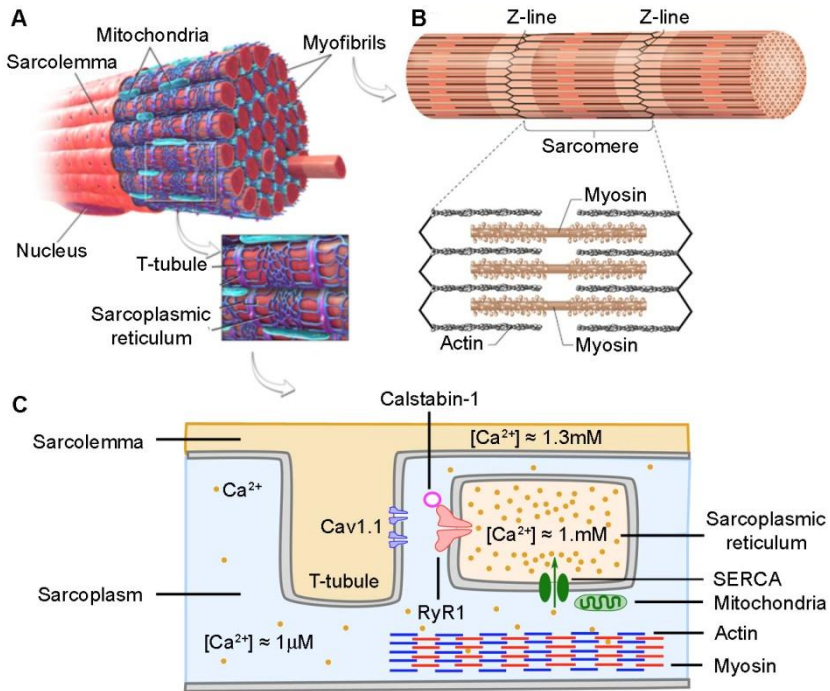 A
Mitochondria
Sarcolemma
Myofibrils
Nucleus
T-tubule
Sarcoplasmic
reticulum
B
Z-line
Z-line
Sarcomere
Myosin
Actin
Myosin
C
Calstabin-1
Sarcolemma
[Ca²⁺] ≈ 1.3mM
Ca²⁺
Cav1.1
[Ca²⁺] ≈ 1.mM
Sarcoplasmic
reticulum
T-tubule
SERCA
Sarcoplasm
RyR1
Mitochondria
[Ca²⁺] ≈ 1µM
Actin
Myosin